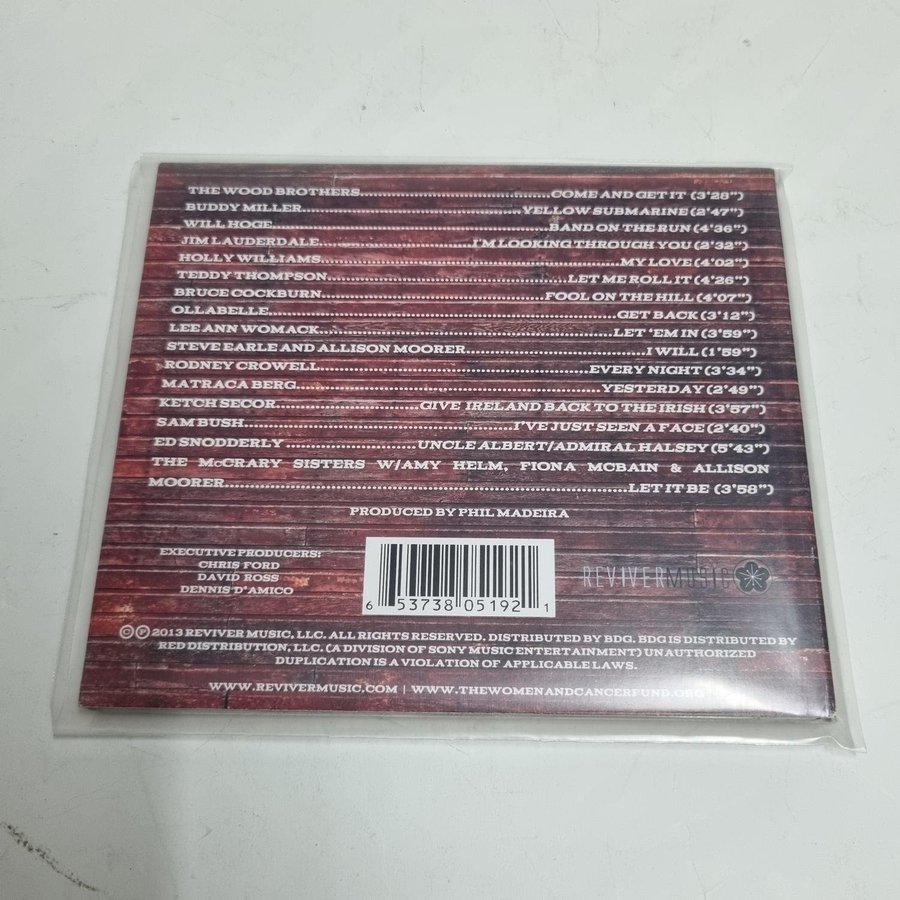 THE WOOD BROTHERS..........COME AND GET IT (3'28")
BUDDY MILLER..........YELLOW SUBMARINE (2'47")
WILL HOGE..........BAND ON THE RUN (4'36")
JIM LAUDERDALE..........I'M LOOKING THROUGH YOU (2'32")
HOLLY WILLIAMS..........MY LOVE (4'02")
TEDDY THOMPSON..........LET ME ROLL IT (4'26")
BRUCE COCKBURN..........FOOL ON THE HILL (4'07")
OLLABELLE..........GET BACK (3'12")
LEE ANN WOMACK..........LET 'EM IN (3'59")
STEVE EARLE AND ALLISON MOORER..........I WILL (1'59")
RODNEY CROWELL..........EVERY NIGHT (3'34")
MATRACA BERG..........YESTERDAY (2'49")
KETCH SECOR..........GIVE IRELAND BACK TO THE IRISH (3'57")
SAM BUSH..........I'VE JUST SEEN A FACE (2'40")
ED SNODDERLY..........UNCLE ALBERT/ADMIRAL HALSEY (5'43")
THE McCRARY SISTERS W/AMY HELM, FIONA MCBAIN & ALLISON
MOORER..........LET IT BE (3'58")
PRODUCED BY PHIL MADEIRA
EXECUTIVE PRODUCERS:
CHRIS FORD
DAVID ROSS
DENNIS D'AMICO
6 53738 05192 1
REVIVERMUSIC
©℗ 2013 REVIVER MUSIC, LLC. ALL RIGHTS RESERVED. DISTRIBUTED BY BDG. BDG IS DISTRIBUTED BY
RED DISTRIBUTION, LLC. (A DIVISION OF SONY MUSIC ENTERTAINMENT) UNAUTHORIZED
DUPLICATION IS A VIOLATION OF APPLICABLE LAWS.
WWW.REVIVERMUSIC.COM | WWW.THEWOMENANDCANCERFUND.ORG